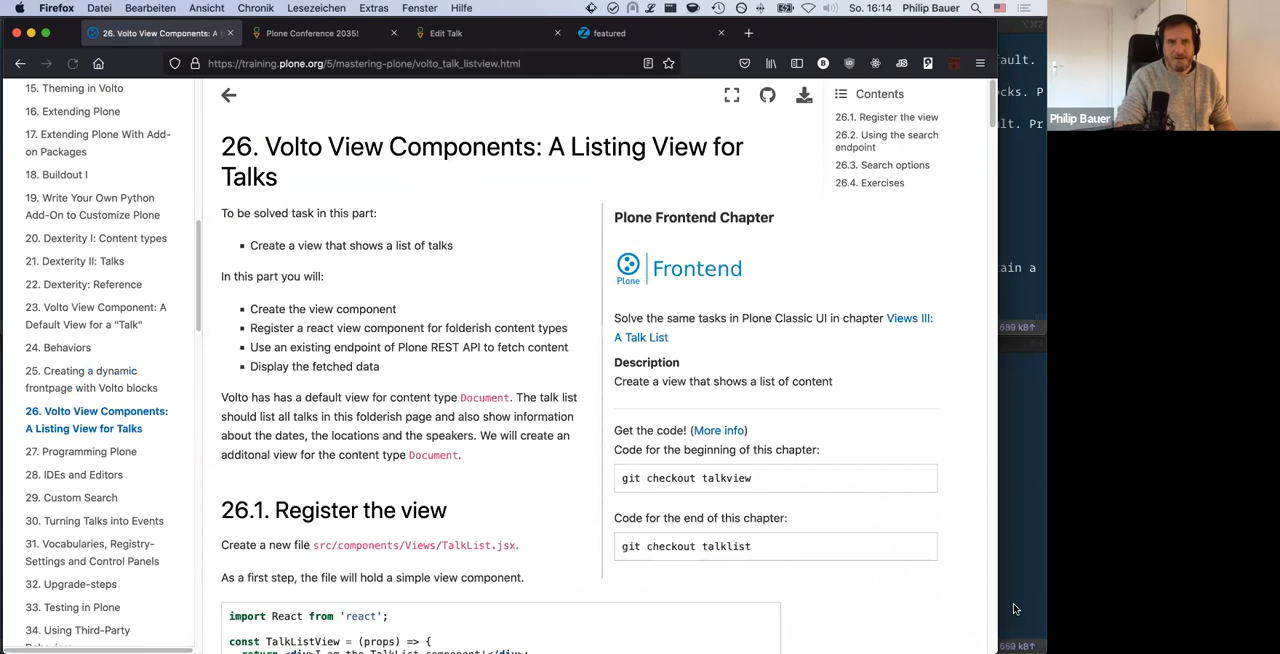 Firefox Datei Bearbeiten Ansicht Chronik Lesezeichen Extras Fenster Hilfe So. 16:14 Philip Bauer
26. Volto View Components: A Plone Conference 2035! Edit Talk featured
https://training.plone.org/5/mastering-plone/volto_talk_listview.html
15. Theming in Volto
16. Extending Plone
17. Extending Plone With Add-
on Packages
18. Buildout I
19. Write Your Own Python
Add-On to Customize Plone
20. Dexterity I: Content types
21. Dexterity II: Talks
22. Dexterity: Reference
23. Volto View Component: A
Default View for a "Talk"
24. Behaviors
25. Creating a dynamic
frontpage with Volto blocks
26. Volto View Components:
A Listing View for Talks
27. Programming Plone
28. IDEs and Editors
29. Custom Search
30. Turning Talks into Events
31. Vocabularies, Registry-
Settings and Control Panels
32. Upgrade-steps
33. Testing in Plone
34. Using Third-Party
26. Volto View Components: A Listing View for
Talks
To be solved task in this part:
Create a view that shows a list of talks
In this part you will:
Create the view component
Register a react view component for folderish content types
Use an existing endpoint of Plone REST API to fetch content
Display the fetched data
Volto has has a default view for content type Document. The talk list
should list all talks in this folderish page and also show information
about the dates, the locations and the speakers. We will create an
additonal view for the content type Document.
26.1. Register the view
Create a new file src/components/Views/TalkList.jsx.
As a first step, the file will hold a simple view component.
import React from 'react';
const TalkListView = (props) => {
return <div>I am the TalkList component!</div>;
Plone Frontend Chapter
Plone Frontend
Solve the same tasks in Plone Classic UI in chapter Views III:
A Talk List
Description
Create a view that shows a list of content
Get the code! (More info)
Code for the beginning of this chapter:
git checkout talkview
Code for the end of this chapter:
git checkout talklist
Contents
26.1. Register the view
26.2. Using the search
endpoint
26.3. Search options
26.4. Exercises
ault.
cks. P
lt. Pr
ain a
Philip Bauer